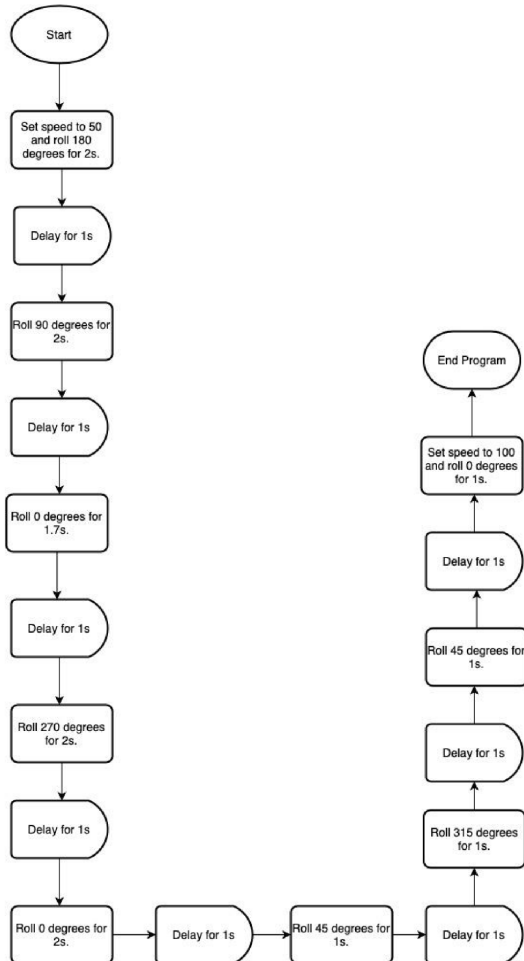 Start
Set speed to 50
and roll 180
degrees for 2s.
Delay for 1s
Roll 90 degrees for
2s.
Delay for 1s
Roll 0 degrees for
1.7s.
Delay for 1s
Roll 270 degrees
for 2s.
Delay for 1s
Roll 0 degrees for
2s.
Delay for 1s
Roll 45 degrees for
1s.
Delay for 1s
Roll 315 degrees
for 1s.
Delay for 1s
Roll 45 degrees for
1s.
Delay for 1s
Set speed to 100
and roll 0 degrees
for 1s.
End Program